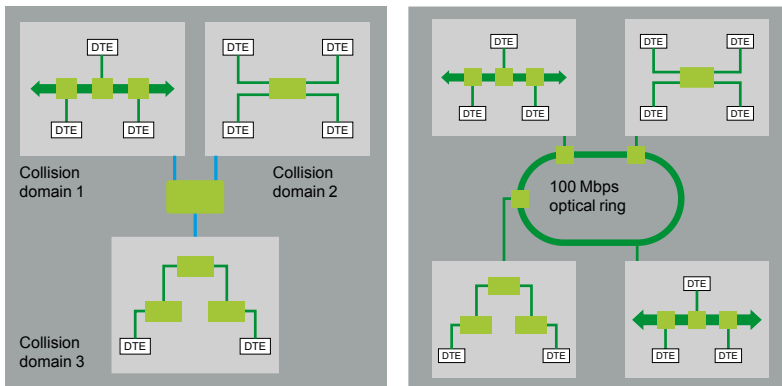 DTE
DTE
DTE
DTE
DTE
DTE
DTE
Collision
domain 1
Collision
domain 2
Collision
domain 3
DTE
DTE
DTE
DTE
DTE
DTE
DTE
DTE
DTE
100 Mbps
optical ring
DTE
DTE
DTE
DTE
DTE